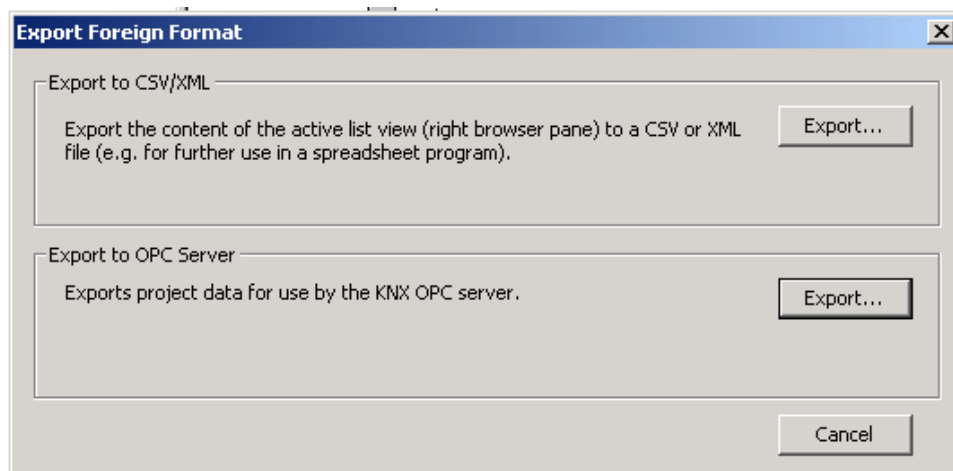 Export Foreign Format
Export to CSV/XML
Export the content of the active list view (right browser pane) to a CSV or XML
file (e.g. for further use in a spreadsheet program).
Export...
Export to OPC Server
Exports project data for use by the KNX OPC server.
Export...
Cancel